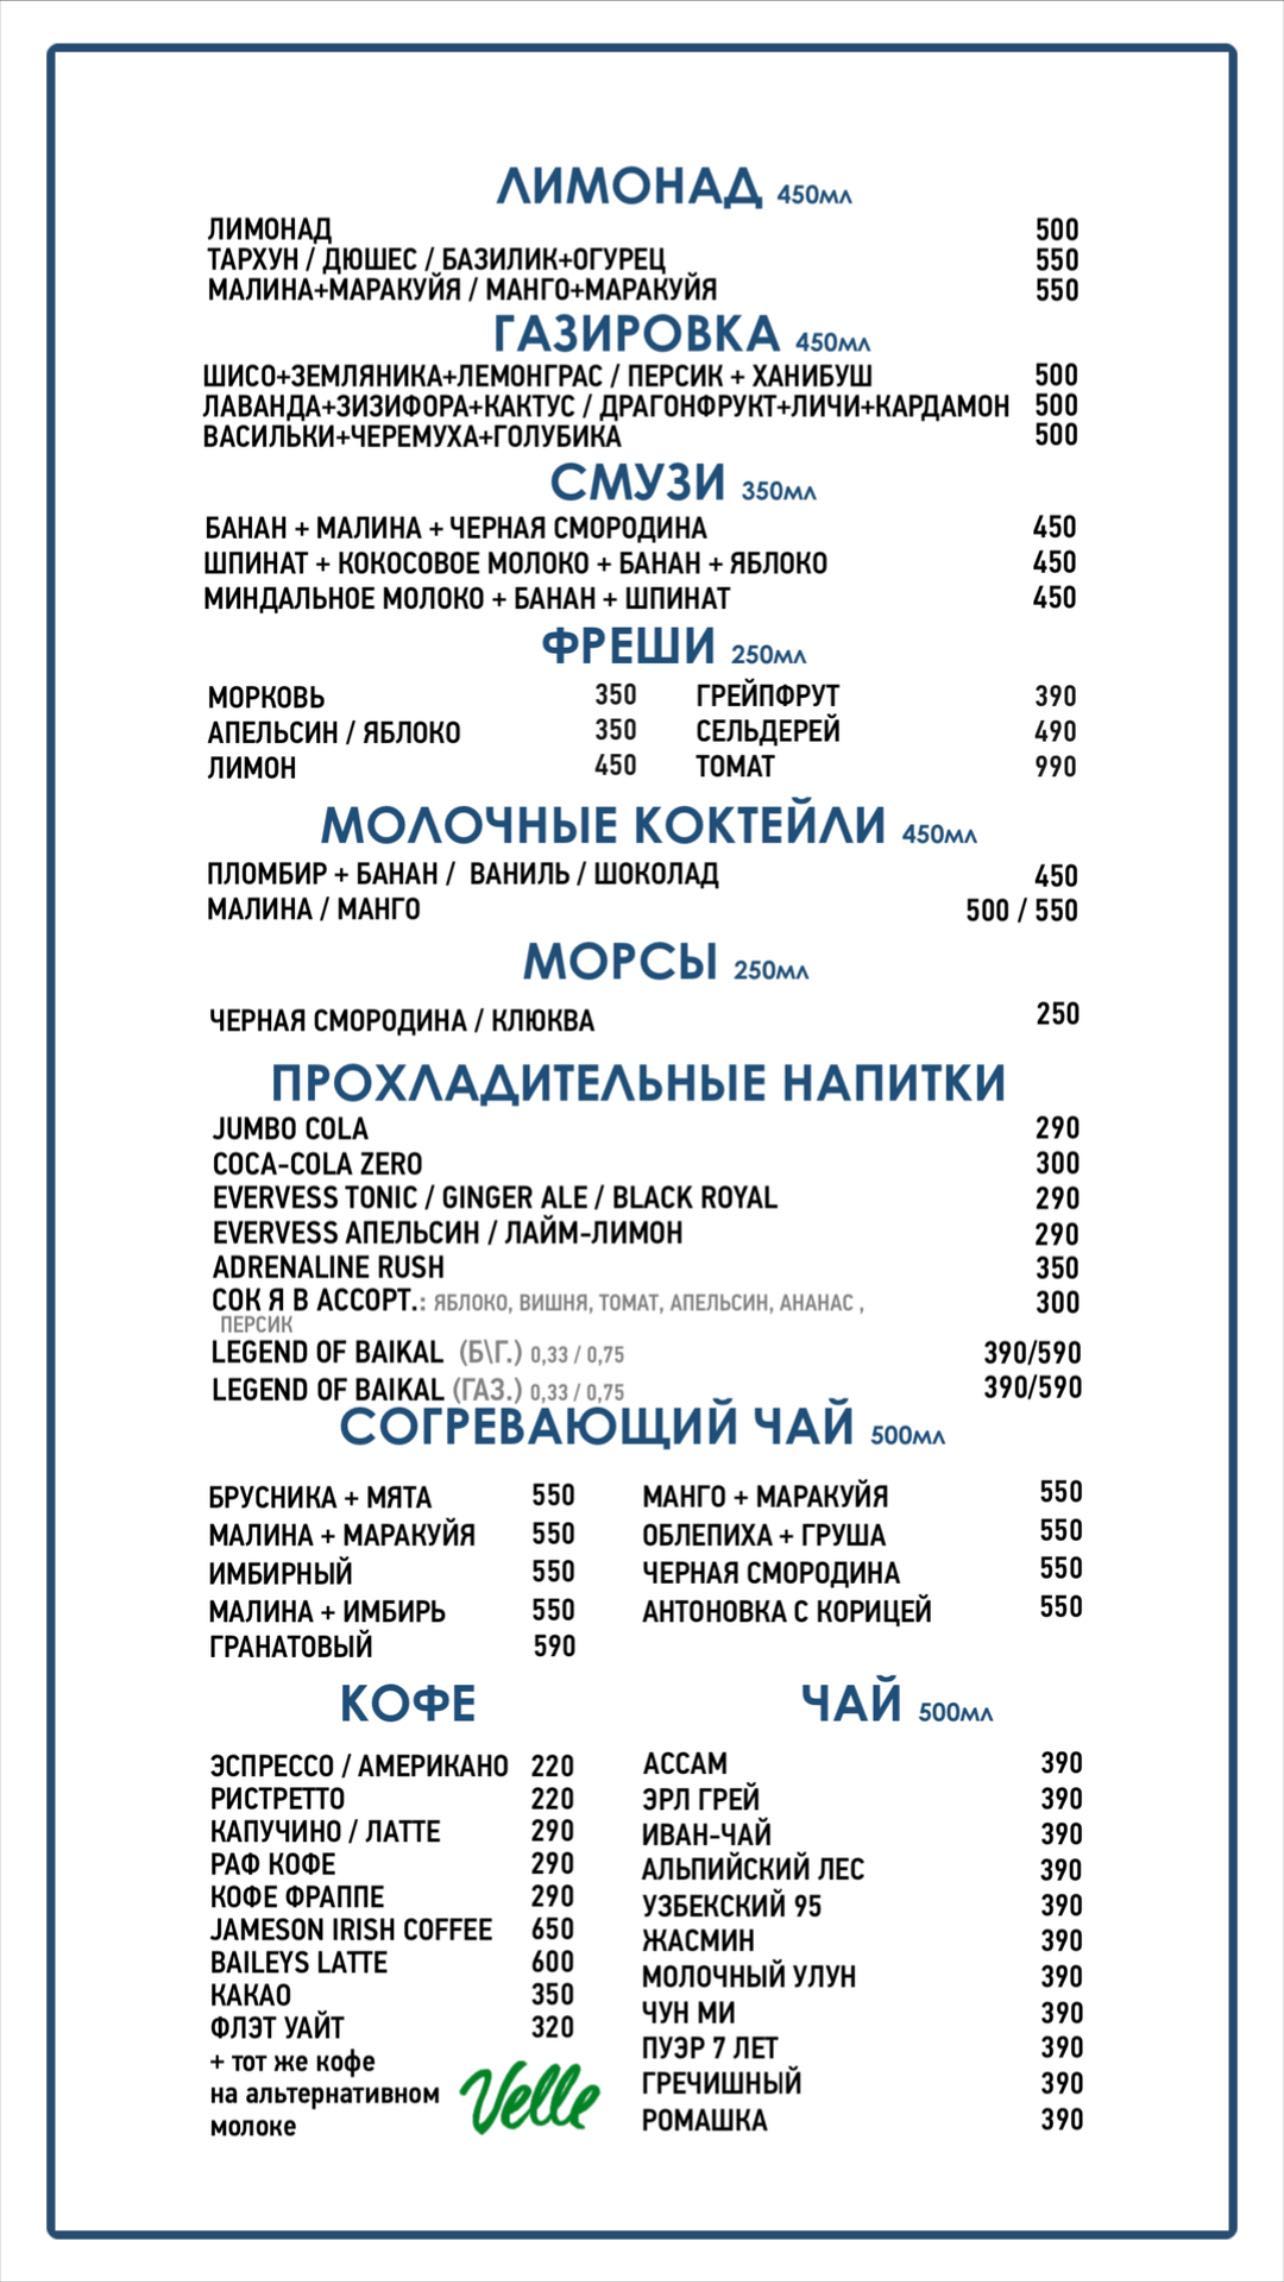 ЛИМОНАД 450МЛ
ЛИМОНАД 500
ТАРХУН / ДЮШЕС / БАЗИЛИК+ОГУРЕЦ 550
МАЛИНА+МАРАКУЙЯ / МАНГО+МАРАКУЙЯ 550
ГАЗИРОВКА 450МЛ
ШИСО+ЗЕМЛЯНИКА+ЛЕМОНГРАС / ПЕРСИК + ХАНИБУШ 500
ЛАВАНДА+ЗИЗИФОРА+КАКТУС / ДРАГОНФРУКТ+ЛИЧИ+КАРДАМОН 500
ВАСИЛЬКИ+ЧЕРЕМУХА+ГОЛУБИКА 500
СМУЗИ 350МЛ
БАНАН + МАЛИНА + ЧЕРНАЯ СМОРОДИНА 450
ШПИНАТ + КОКОСОВОЕ МОЛОКО + БАНАН + ЯБЛОКО 450
МИНДАЛЬНОЕ МОЛОКО + БАНАН + ШПИНАТ 450
ФРЕШИ 250МЛ
МОРКОВЬ 350 ГРЕЙПФРУТ 390
АПЕЛЬСИН / ЯБЛОКО 350 СЕЛЬДЕРЕЙ 490
ЛИМОН 450 ТОМАТ 990
МОЛОЧНЫЕ КОКТЕЙЛИ 450МЛ
ПЛОМБИР + БАНАН / ВАНИЛЬ / ШОКОЛАД 450
МАЛИНА / МАНГО 500 / 550
МОРСЫ 250МЛ
ЧЕРНАЯ СМОРОДИНА / КЛЮКВА 250
ПРОХЛАДИТЕЛЬНЫЕ НАПИТКИ
JUMBO COLA 290
COCA-COLA ZERO 300
EVERVESS TONIC / GINGER ALE / BLACK ROYAL 290
EVERVESS АПЕЛЬСИН / ЛАЙМ-ЛИМОН 290
ADRENALINE RUSH 350
СОК Я В АССОРТ.: ЯБЛОКО, ВИШНЯ, ТОМАТ, АПЕЛЬСИН, АНАНАС , 300
ПЕРСИК
LEGEND OF BAIKAL (Б\Г.) 0,33 / 0,75 390/590
LEGEND OF BAIKAL (ГАЗ.) 0,33 / 0,75 390/590
СОГРЕВАЮЩИЙ ЧАЙ 500МЛ
БРУСНИКА + МЯТА 550 МАНГО + МАРАКУЙЯ 550
МАЛИНА + МАРАКУЙЯ 550 ОБЛЕПИХА + ГРУША 550
ИМБИРНЫЙ 550 ЧЕРНАЯ СМОРОДИНА 550
МАЛИНА + ИМБИРЬ 550 АНТОНОВКА С КОРИЦЕЙ 550
ГРАНАТОВЫЙ 590
КОФЕ
ЭСПРЕССО / АМЕРИКАНО 220
РИСТРЕТТО 220
КАПУЧИНО / ЛАТТЕ 290
РАФ КОФЕ 290
КОФЕ ФРАППЕ 290
JAMESON IRISH COFFEE 650
BAILEYS LATTE 600
КАКАО 350
ФЛЭТ УАЙТ 320
+ тот же кофе
на альтернативном
молоке
Velle
ЧАЙ 500МЛ
АССАМ 390
ЭРЛ ГРЕЙ 390
ИВАН-ЧАЙ 390
АЛЬПИЙСКИЙ ЛЕС 390
УЗБЕКСКИЙ 95 390
ЖАСМИН 390
МОЛОЧНЫЙ УЛУН 390
ЧУН МИ 390
ПУЭР 7 ЛЕТ 390
ГРЕЧИШНЫЙ 390
РОМАШКА 390